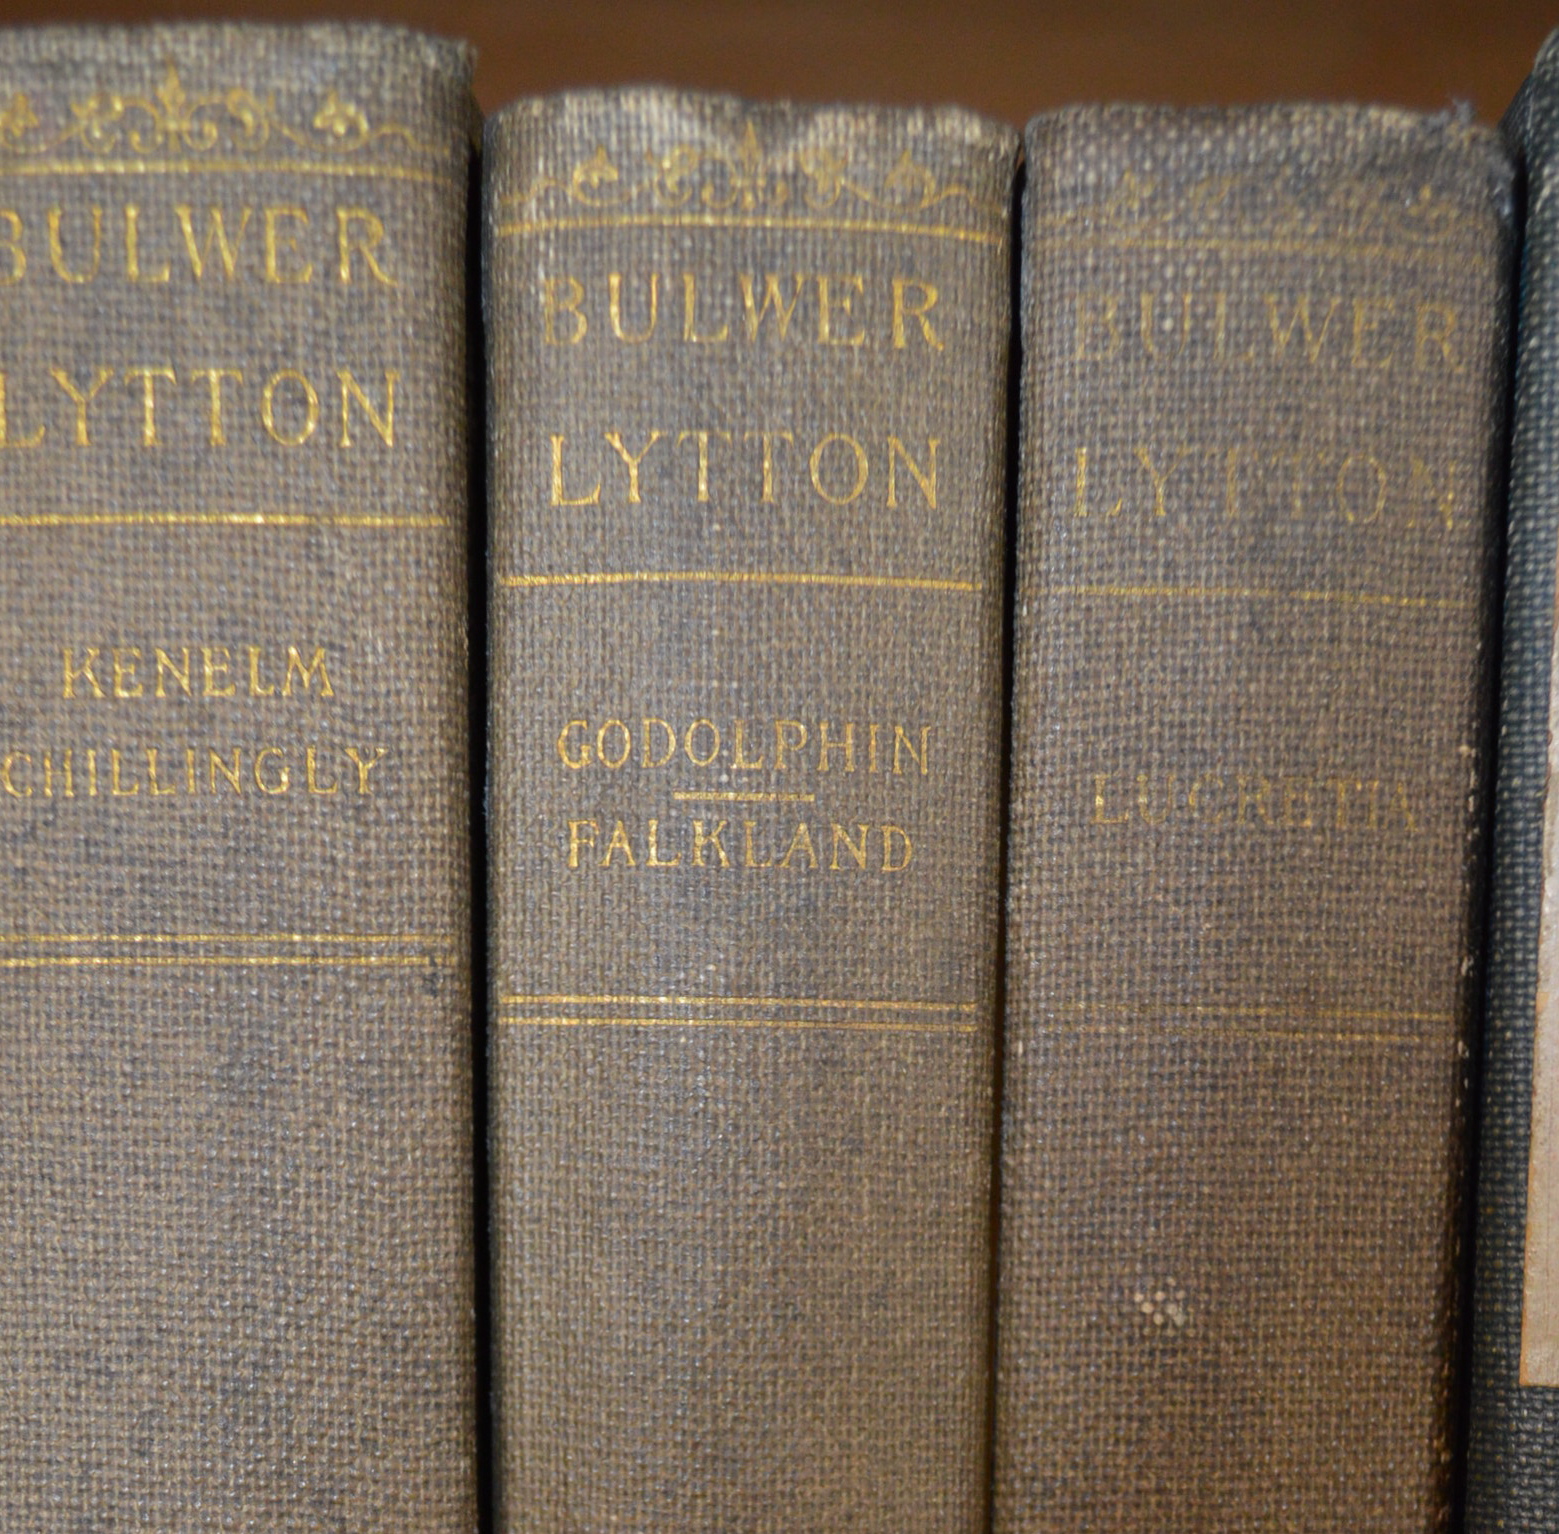 BULWER
LYTTON
KENELM
CHILLINGLY
BULWER
LYTTON
GODOLPHIN
FALKLAND
BULWER
LYTTON
LUCRETIA